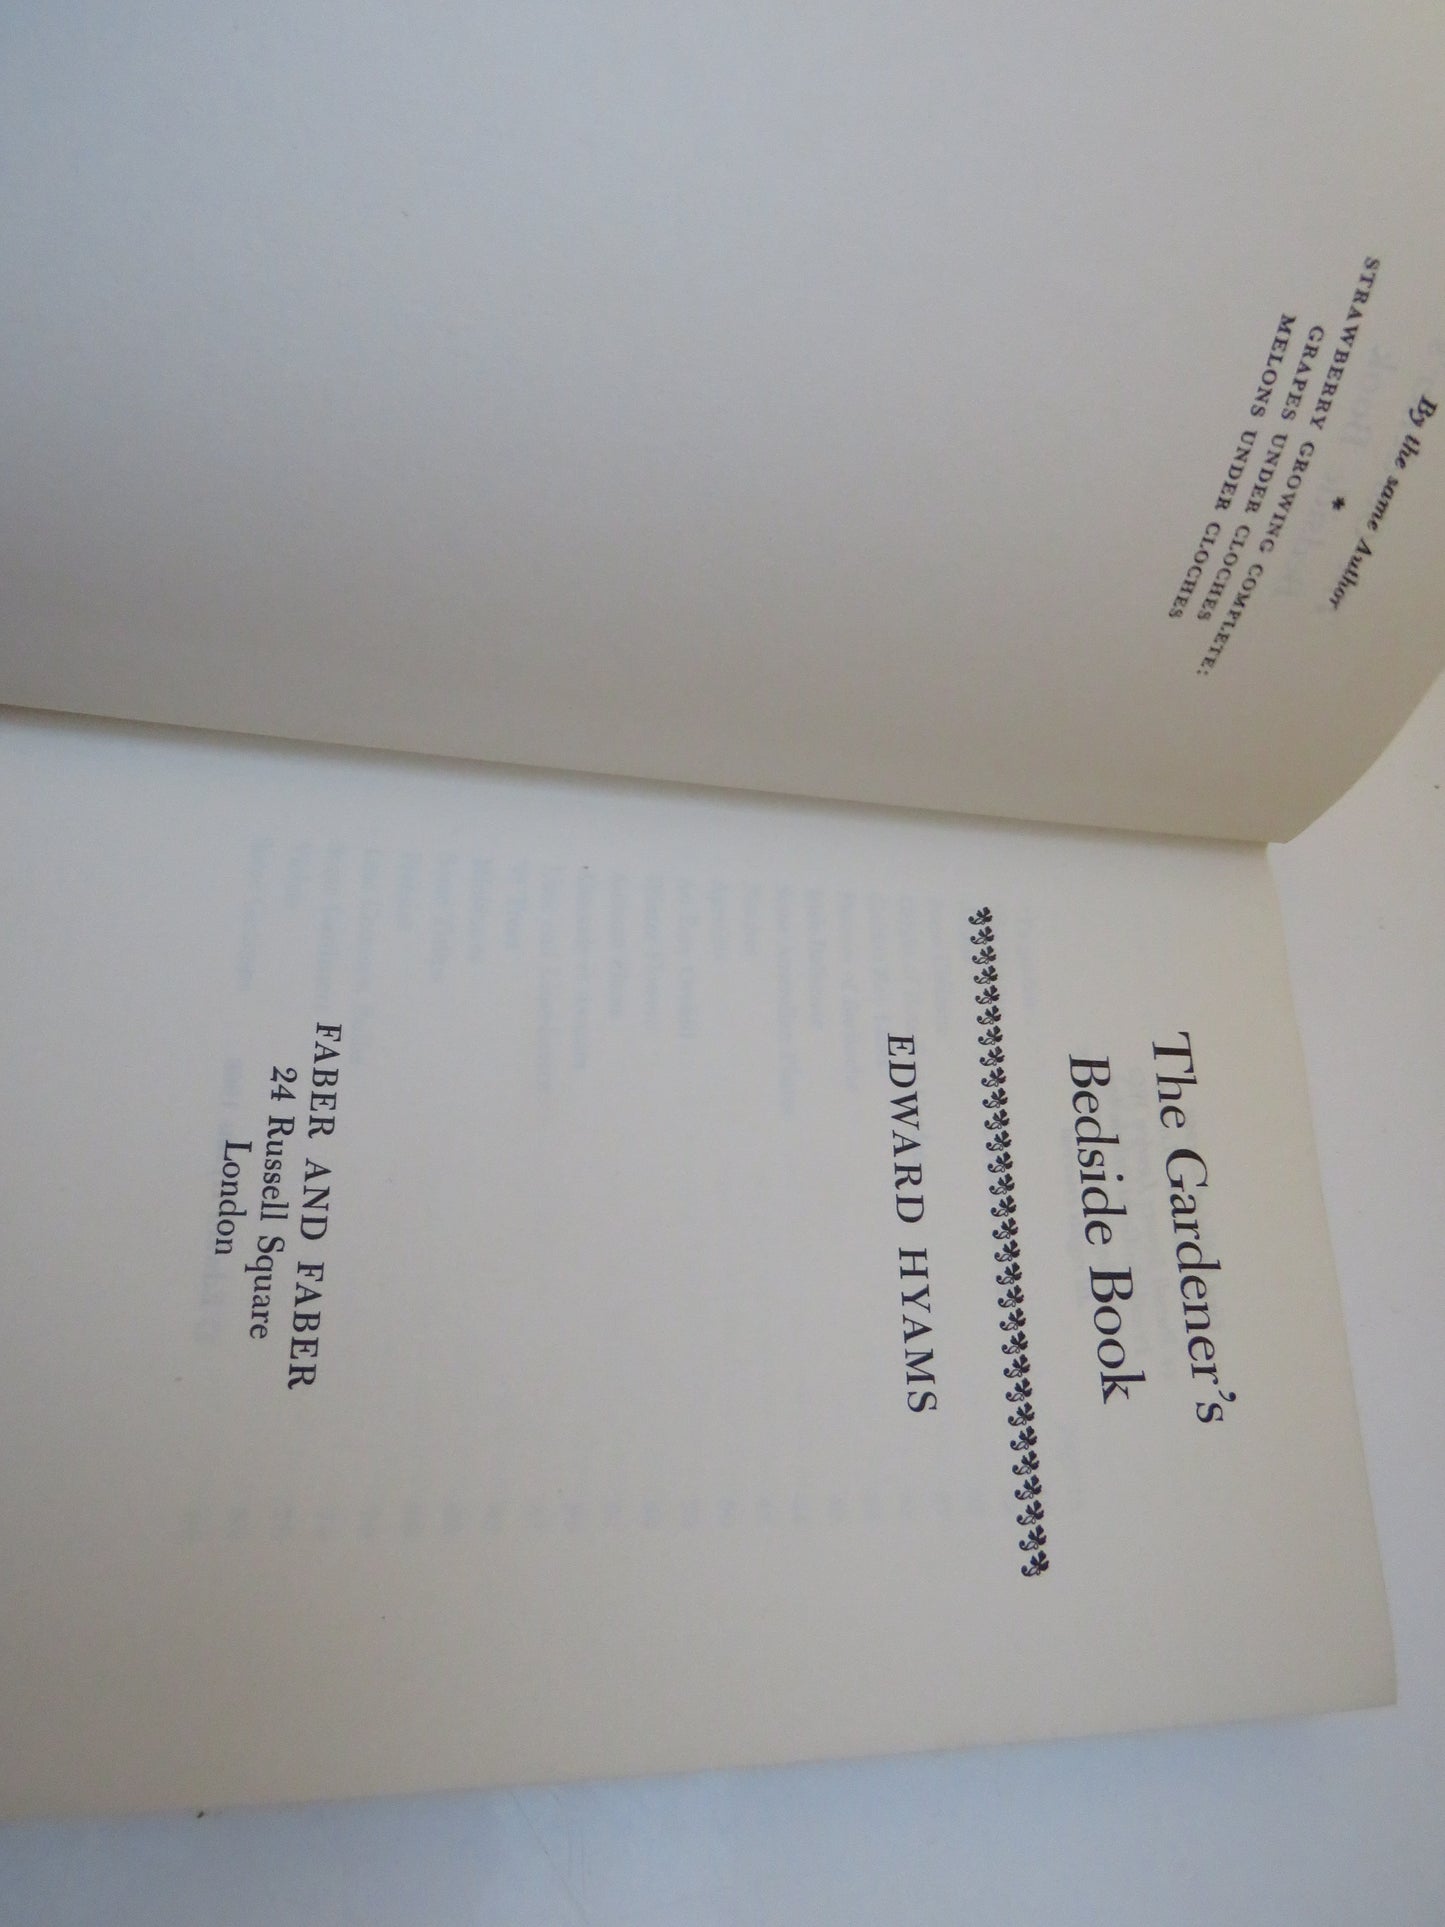 By the same Author
*
STRAWBERRY GROWING COMPLETE:
GRAPES UNDER CLOCHES
MELONS UNDER CLOCHES
The Gardener's
Bedside Book
EDWARD HYAMS
FABER AND FABER
24 Russell Square
London